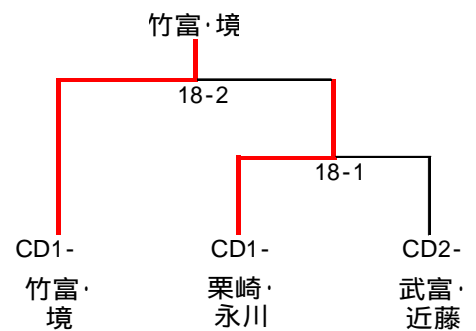 竹富・境
18-2
18-1
CD1-
CD1-
CD2-
竹富・
境
栗崎・
永川
武富・
近藤